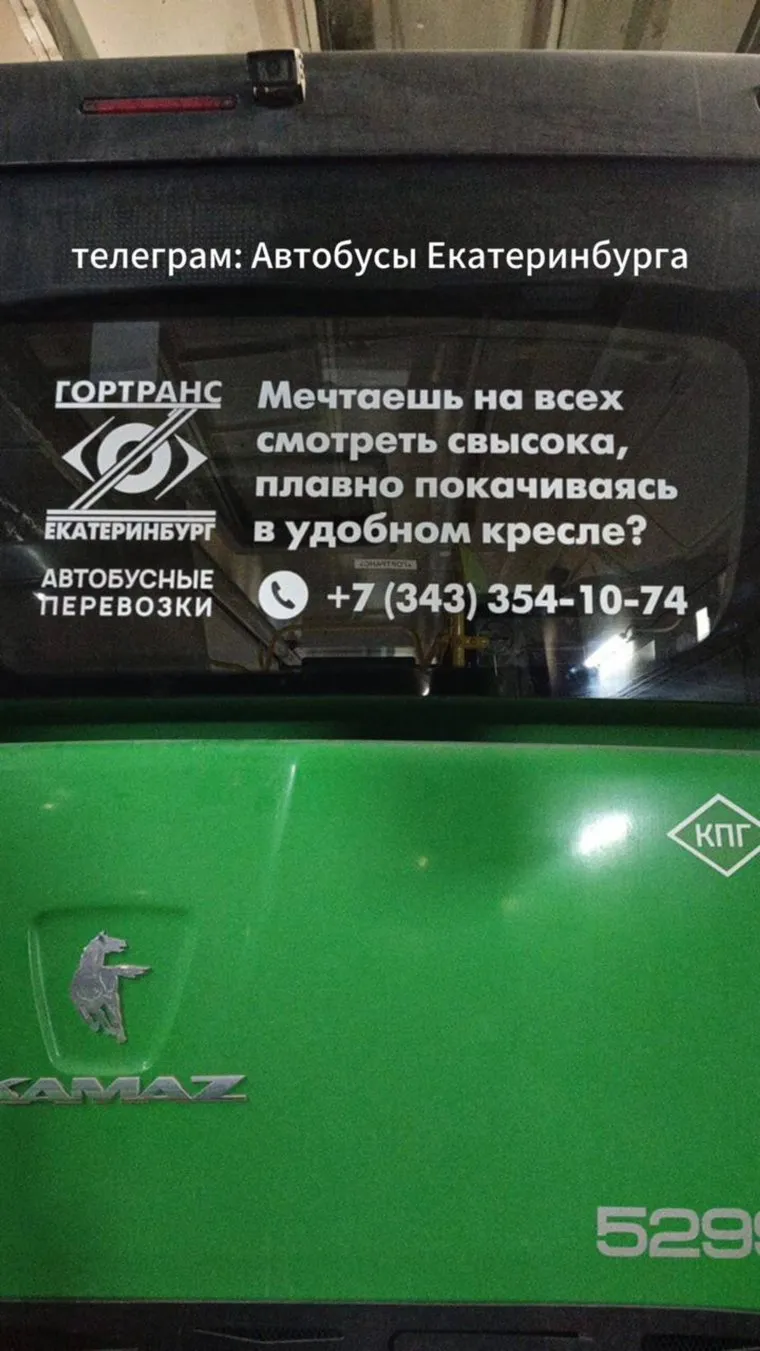 телеграм: Автобусы Екатеринбурга
ГОРТРАНС
ЕКАТЕРИНБУРГ
АВТОБУСНЫЕ
ПЕРЕВОЗКИ
Мечтаешь на всех
смотреть свысока,
плавно покачиваясь
в удобном кресле?
+7 (343) 354-10-74
КПГ
KAMAZ
5299